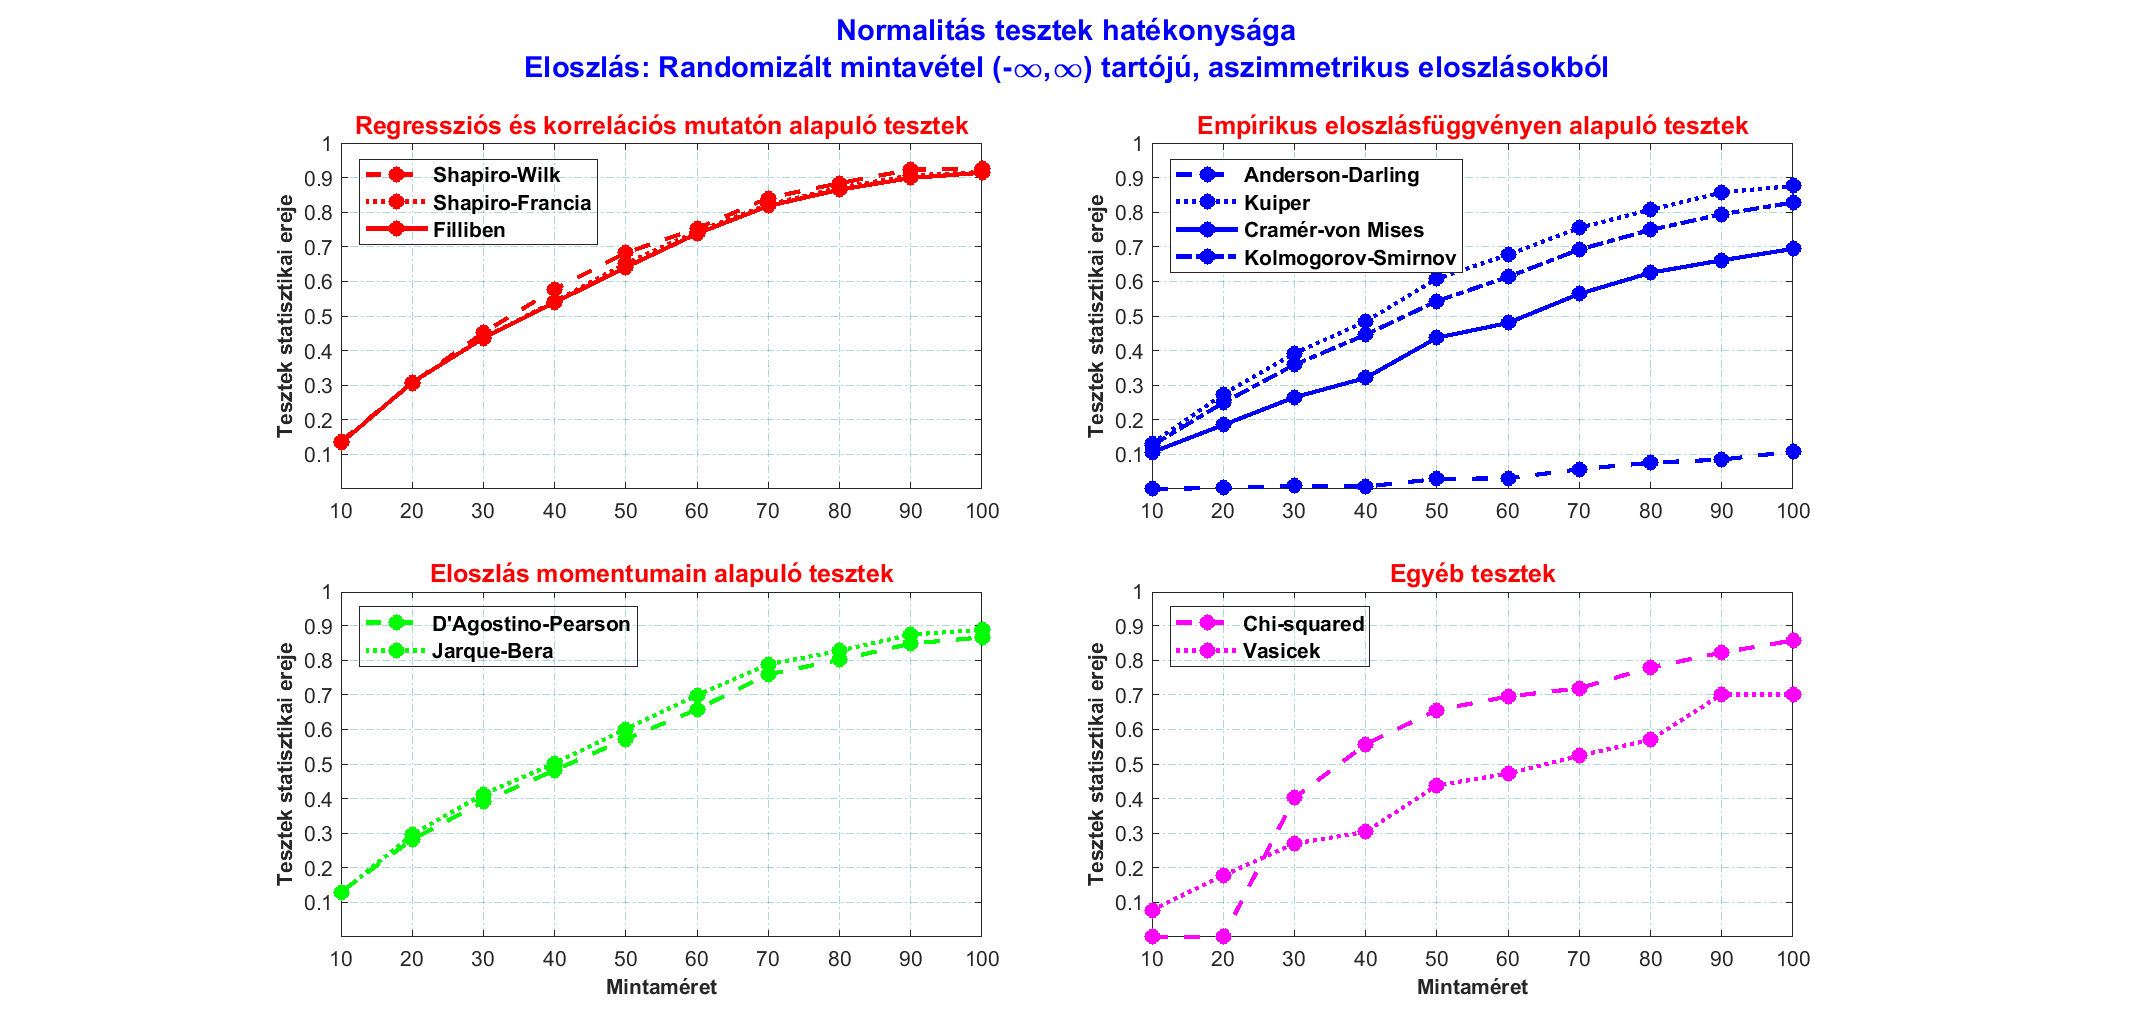 Normalitás tesztek hatékonysága
Eloszlás: Randomizált mintavétel (-∞,∞) tartójú, aszimmetrikus eloszlásokból
Regressziós és korrelációs mutatón alapuló tesztek
Tesztek statisztikai ereje
1
0.9
0.8
0.7
0.6
0.5
0.4
0.3
0.2
0.1
Shapiro-Wilk
Shapiro-Francia
Filliben
10 20 30 40 50 60 70 80 90 100
Empírikus eloszlásfüggvényen alapuló tesztek
Tesztek statisztikai ereje
1
0.9
0.8
0.7
0.6
0.5
0.4
0.3
0.2
0.1
Anderson-Darling
Kuiper
Cramér-von Mises
Kolmogorov-Smirnov
10 20 30 40 50 60 70 80 90 100
Eloszlás momentumain alapuló tesztek
Tesztek statisztikai ereje
1
0.9
0.8
0.7
0.6
0.5
0.4
0.3
0.2
0.1
D'Agostino-Pearson
Jarque-Bera
10 20 30 40 50 60 70 80 90 100
Mintaméret
Egyéb tesztek
Tesztek statisztikai ereje
1
0.9
0.8
0.7
0.6
0.5
0.4
0.3
0.2
0.1
Chi-squared
Vasicek
10 20 30 40 50 60 70 80 90 100
Mintaméret